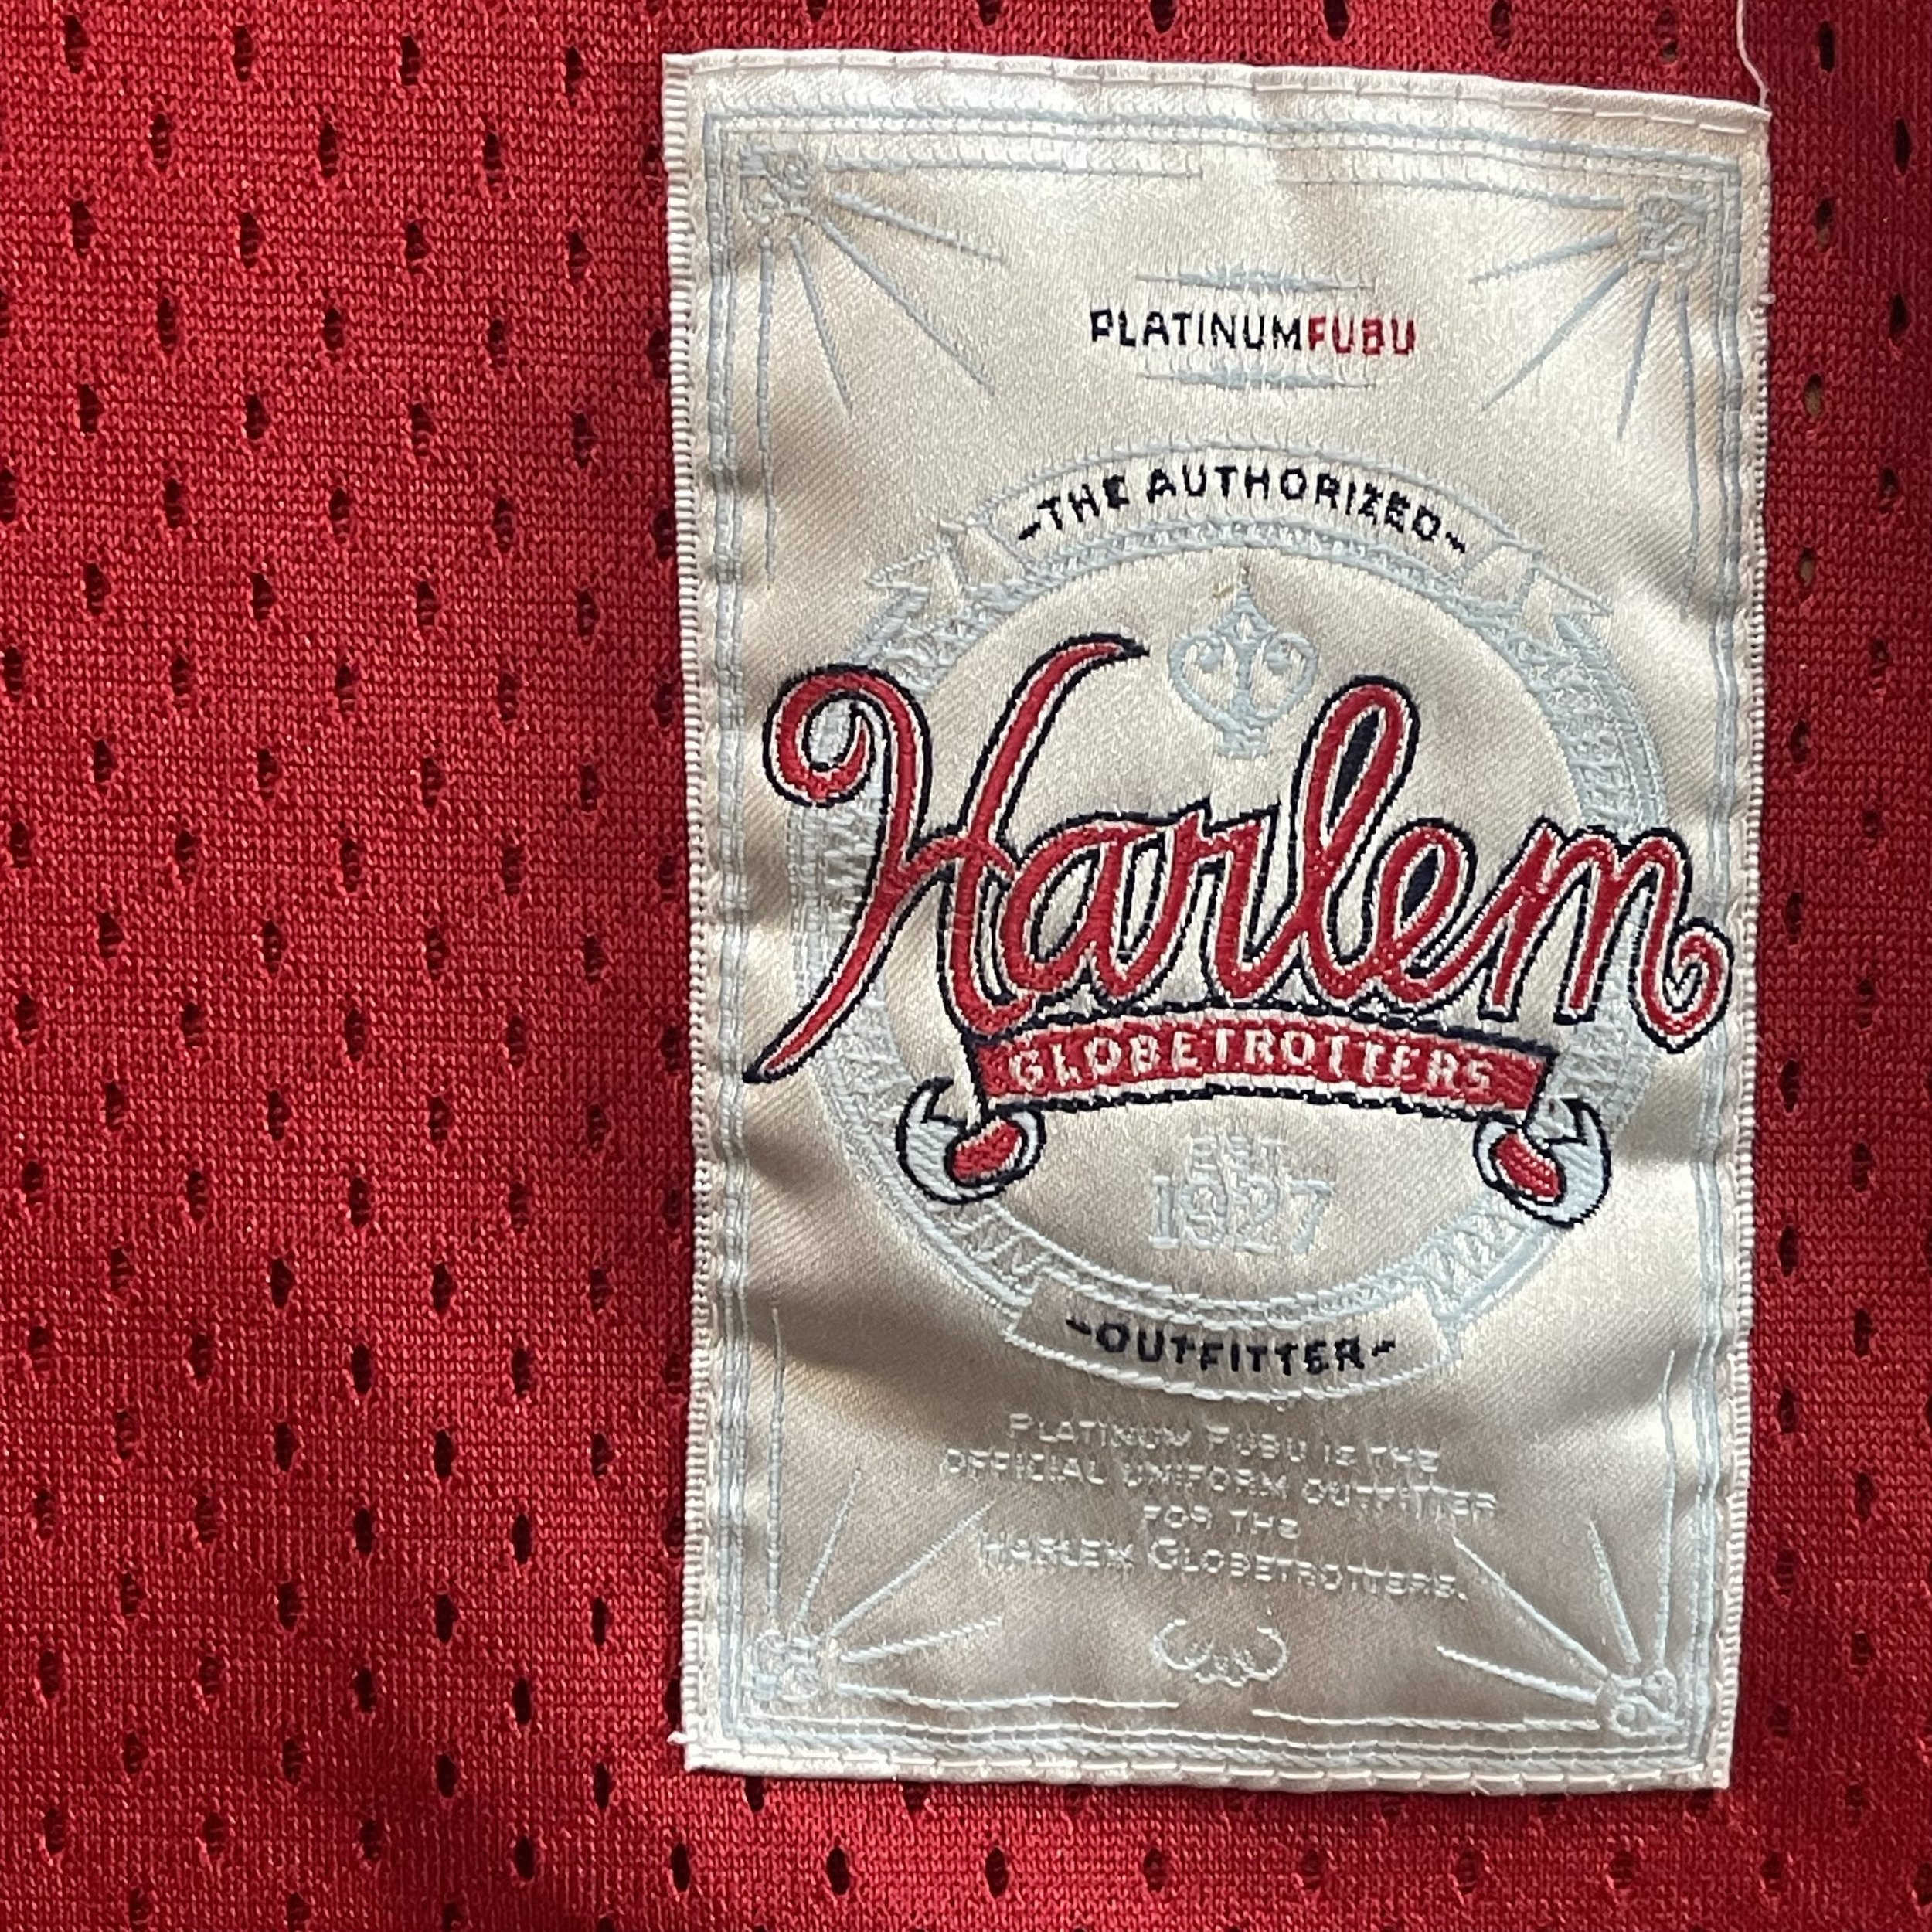 PLATINUMFUBU
~THE AUTHORIZED~
Harlem
GLOBETROTTERS
EST
1927
~OUTFITTER~
PLATINUM FUBU IS THE
OFFICIAL UNIFORM OUTFITTER
FOR THE
HARLEM GLOBETROTTERS.